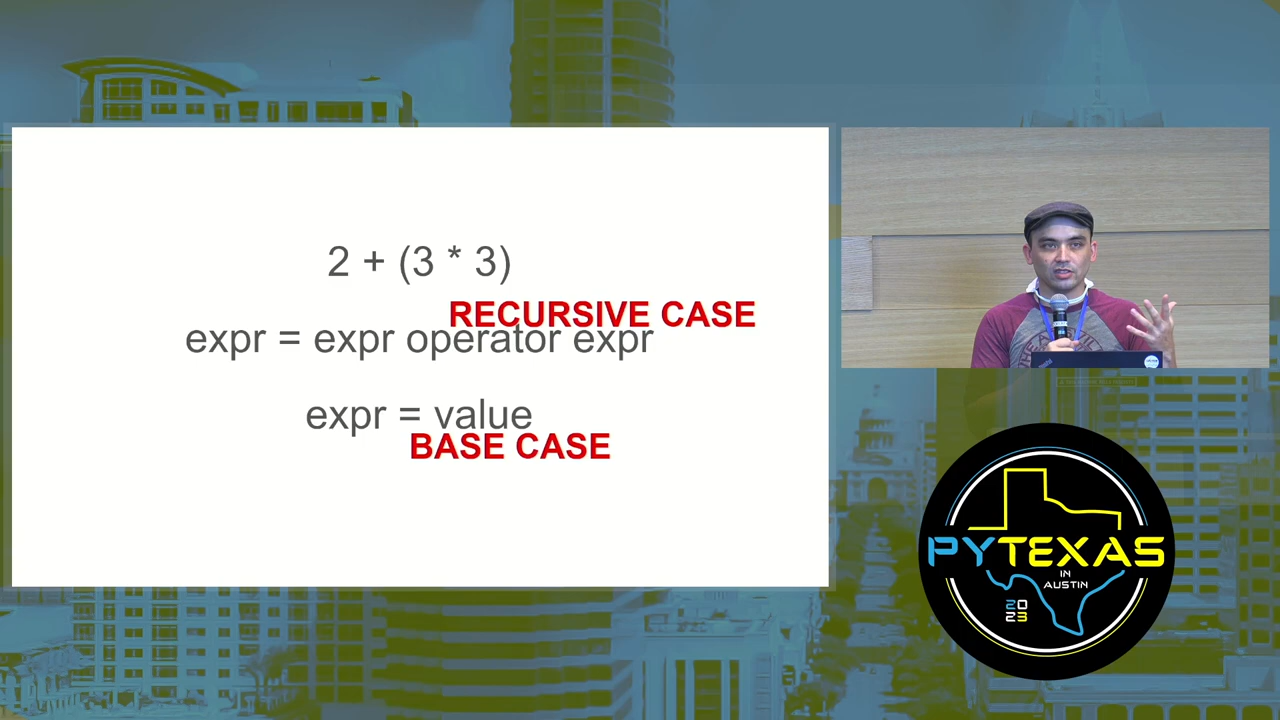 2 + (3 * 3)
RECURSIVE CASE
expr = expr operator expr
expr = value
BASE CASE
PYTEXAS
IN
AUSTIN
20
23